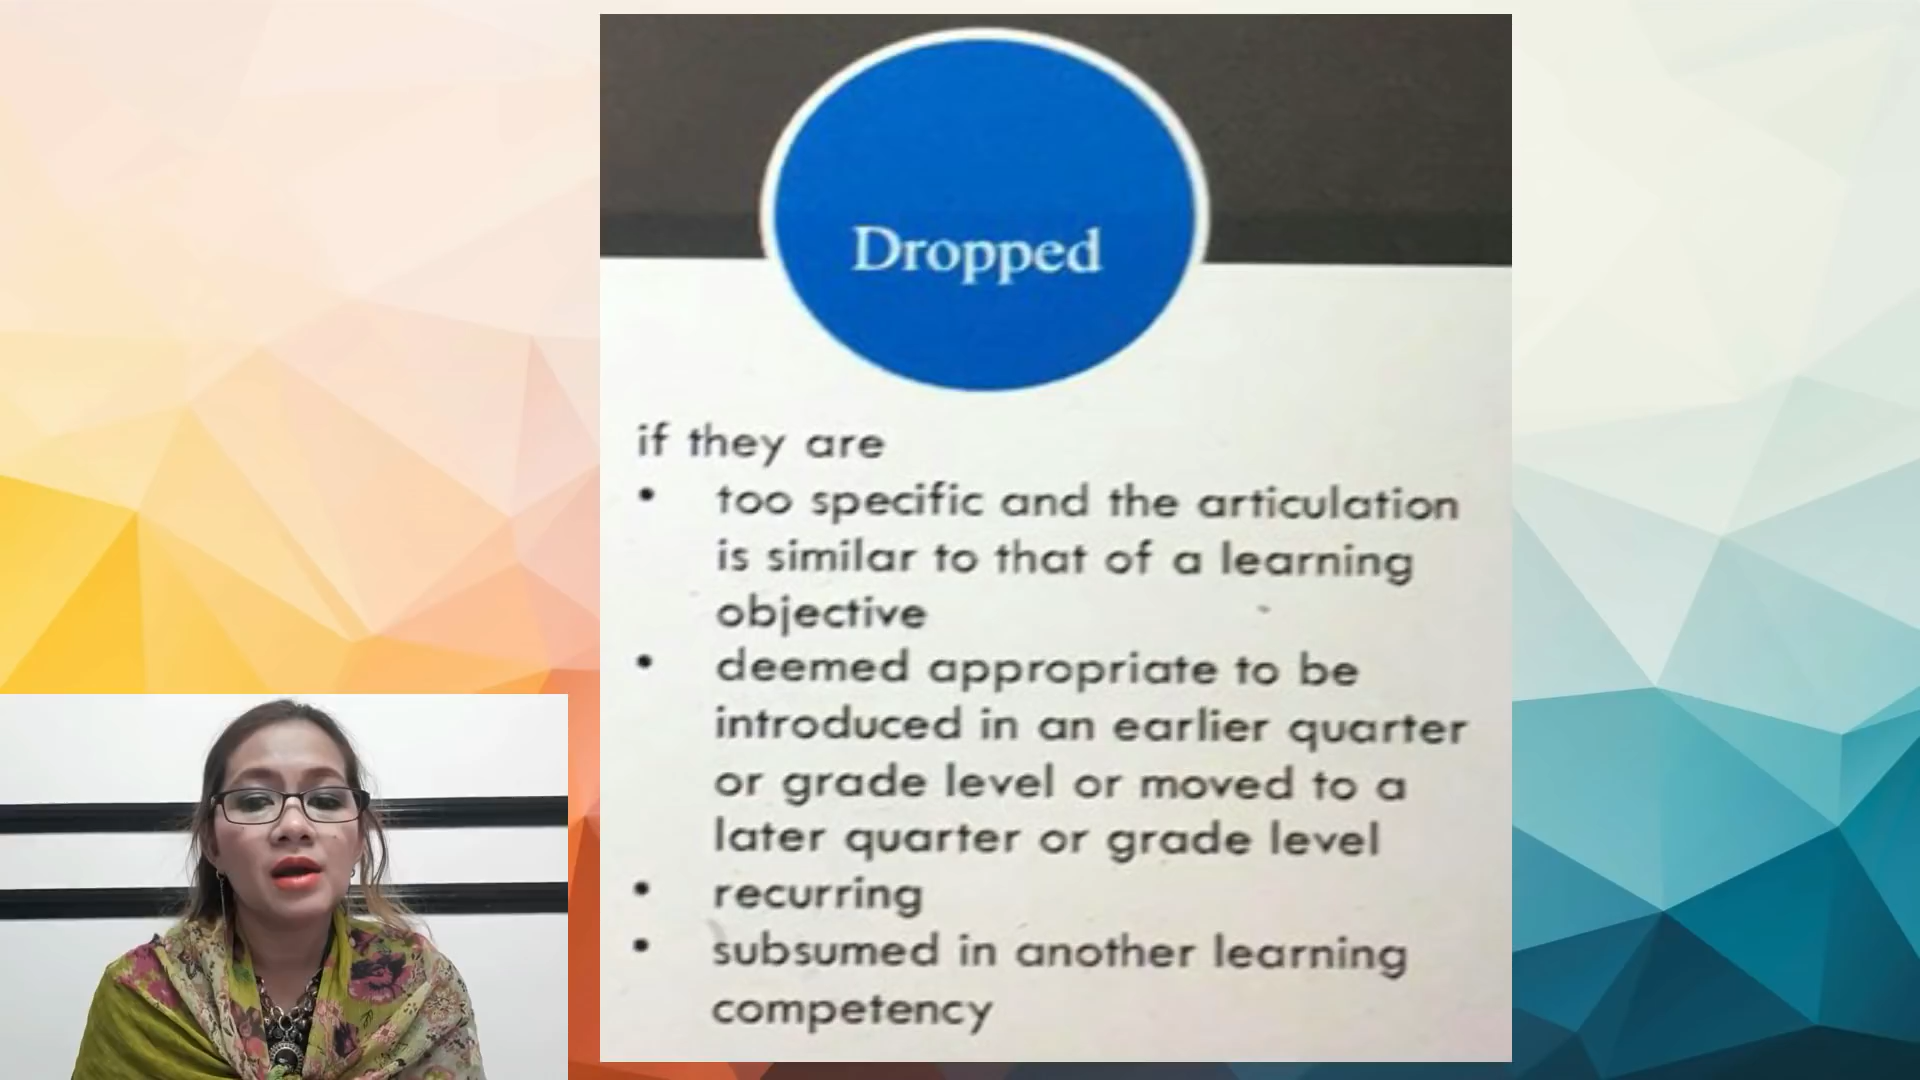 Dropped
if they are
• too specific and the articulation
is similar to that of a learning
objective
• deemed appropriate to be
introduced in an earlier quarter
or grade level or moved to a
later quarter or grade level
• recurring
• subsumed in another learning
competency